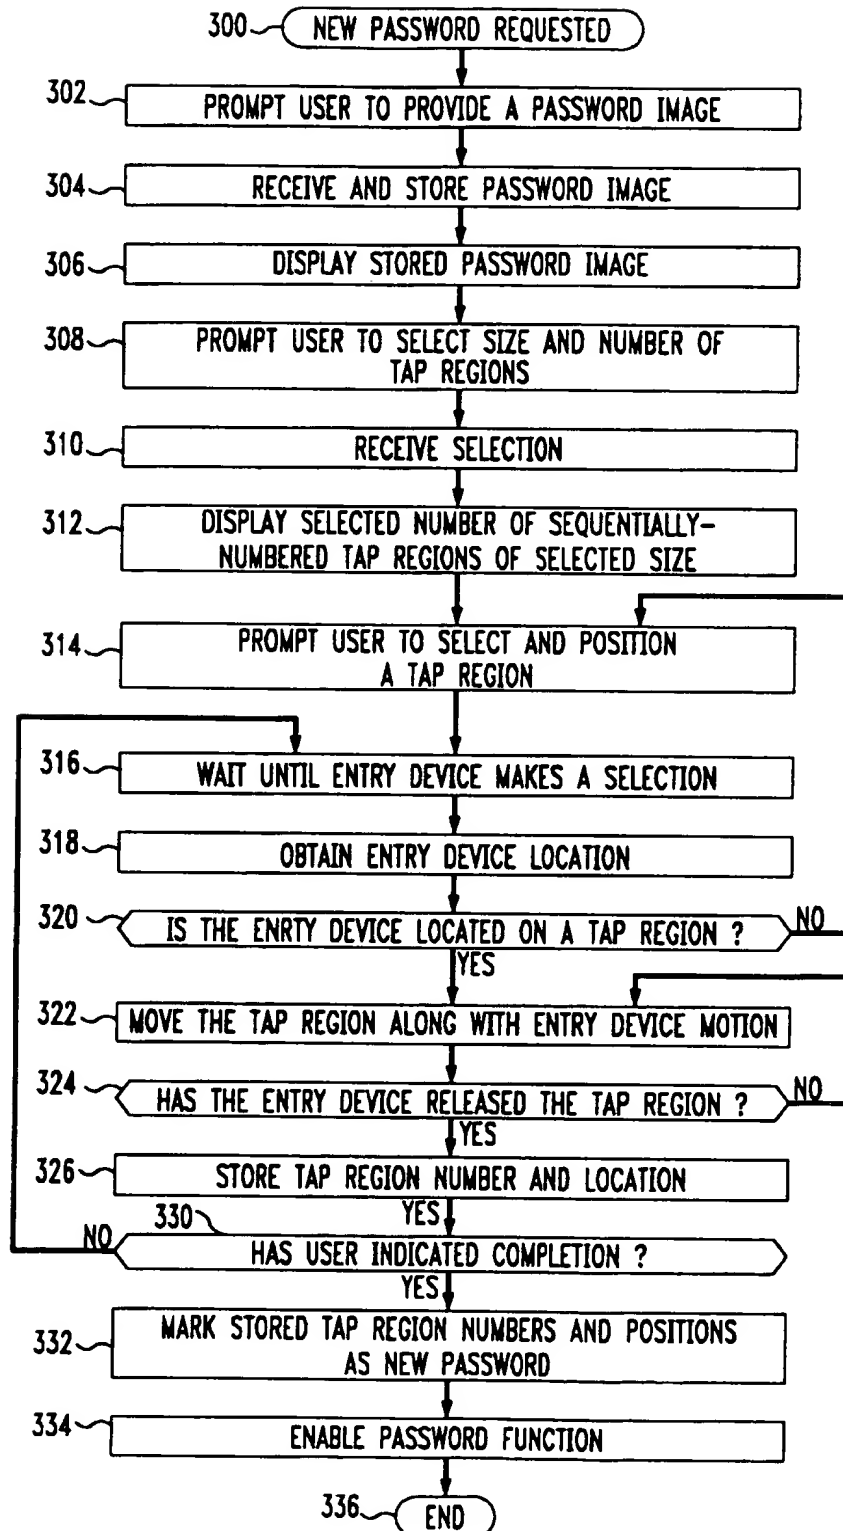 300 NEW PASSWORD REQUESTED
302 PROMPT USER TO PROVIDE A PASSWORD IMAGE
304 RECEIVE AND STORE PASSWORD IMAGE
306 DISPLAY STORED PASSWORD IMAGE
308 PROMPT USER TO SELECT SIZE AND NUMBER OF
TAP REGIONS
310 RECEIVE SELECTION
312 DISPLAY SELECTED NUMBER OF SEQUENTIALLY-
NUMBERED TAP REGIONS OF SELECTED SIZE
314 PROMPT USER TO SELECT AND POSITION
A TAP REGION
316 WAIT UNTIL ENTRY DEVICE MAKES A SELECTION
318 OBTAIN ENTRY DEVICE LOCATION
320 IS THE ENRTY DEVICE LOCATED ON A TAP REGION ? NO
YES
322 MOVE THE TAP REGION ALONG WITH ENTRY DEVICE MOTION
324 HAS THE ENTRY DEVICE RELEASED THE TAP REGION ? NO
YES
326 STORE TAP REGION NUMBER AND LOCATION
YES
330
NO HAS USER INDICATED COMPLETION ?
YES
332 MARK STORED TAP REGION NUMBERS AND POSITIONS
AS NEW PASSWORD
334 ENABLE PASSWORD FUNCTION
336 END